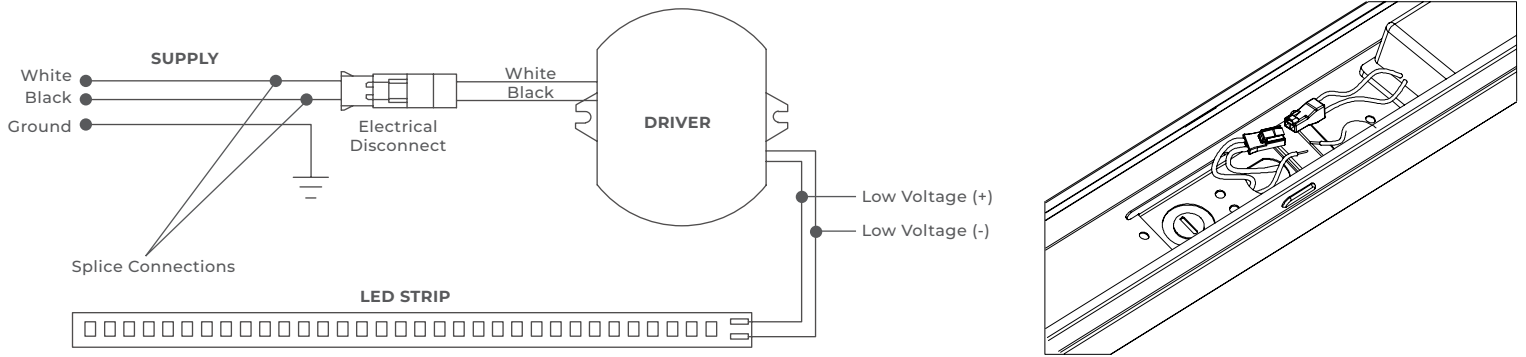 SUPPLY
White
Black
Ground
Electrical
Disconnect
White
Black
DRIVER
Low Voltage (+)
Low Voltage (-)
Splice Connections
LED STRIP